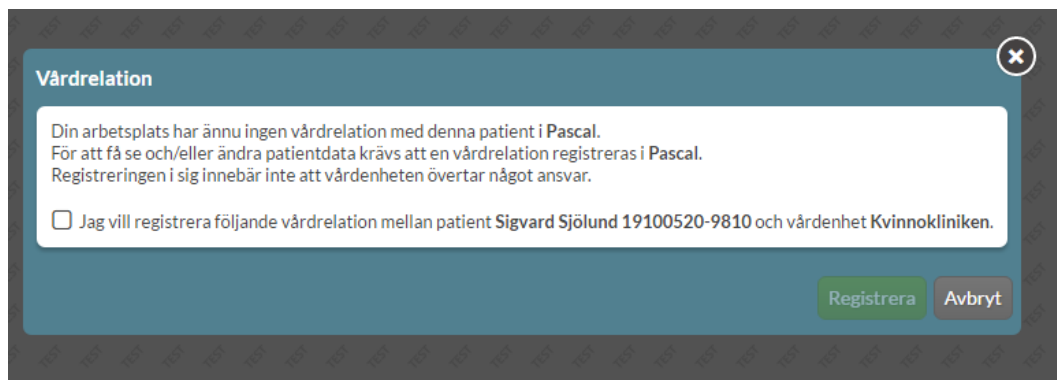 Vårdrelation
Din arbetsplats har ännu ingen vårdrelation med denna patient i Pascal.
För att få se och/eller ändra patientdata krävs att en vårdrelation registreras i Pascal.
Registreringen i sig innebär inte att vårdenheten övertar något ansvar.
Jag vill registrera följande vårdrelation mellan patient Sigvard Sjölund 19100520-9810 och vårdenhet Kvinnokliniken.
Registrera Avbryt